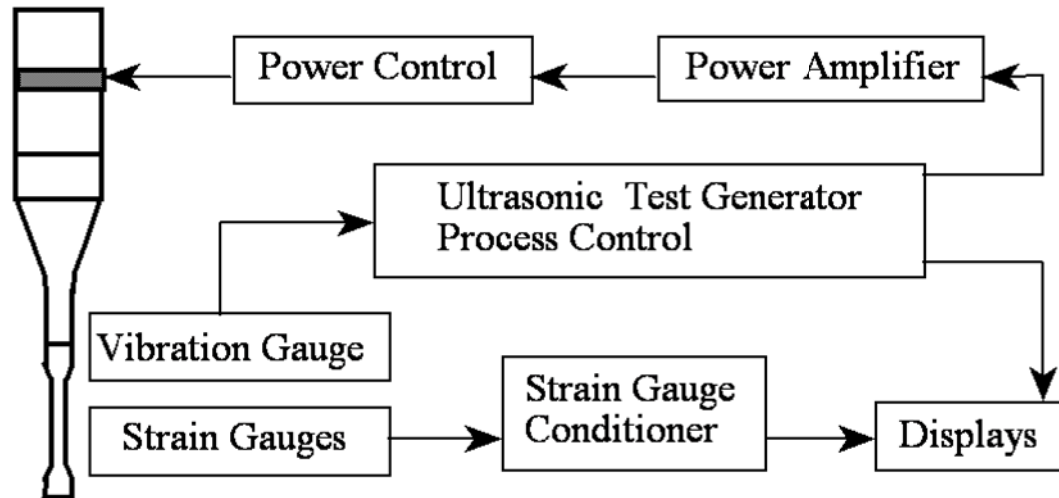 Power Control
Power Amplifier
Ultrasonic Test Generator
Process Control
Vibration Gauge
Strain Gauge
Conditioner
Strain Gauges
Displays